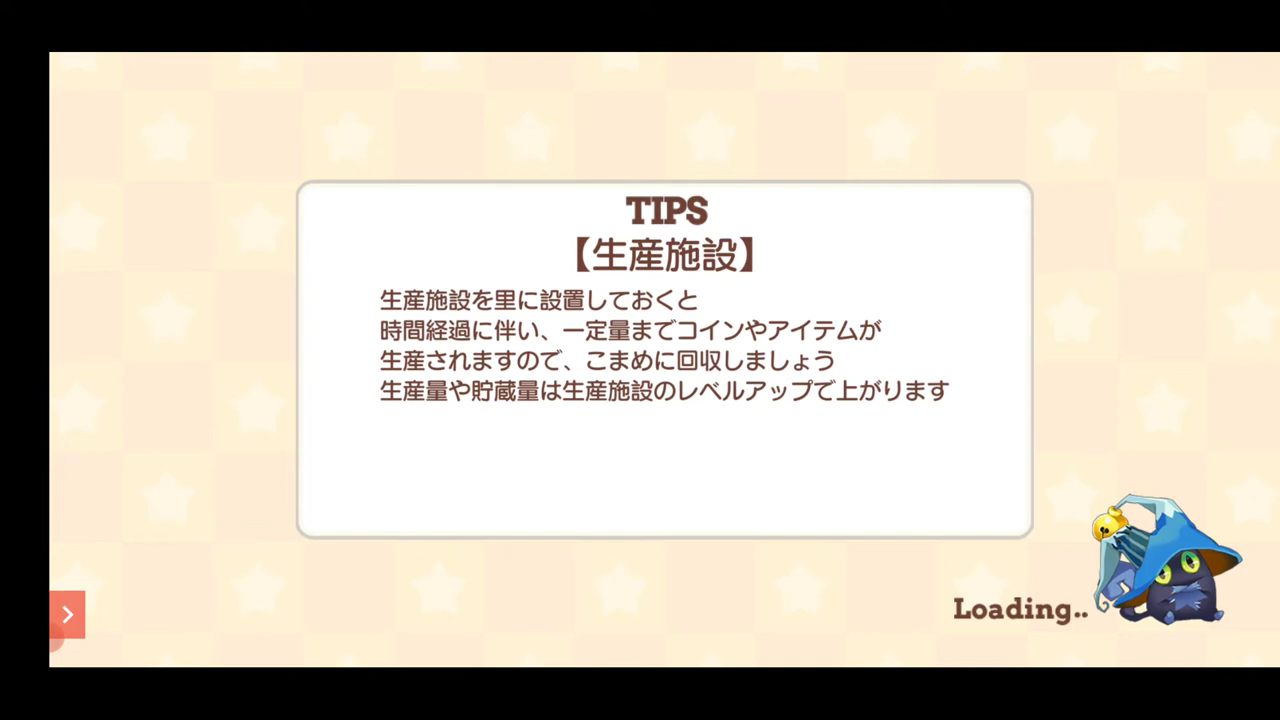 TIPS
【生産施設】
生産施設を里に設置しておくと
時間経過に伴い、一定量までコインやアイテムが
生産されますので、こまめに回収しましょう
生産量や貯蔵量は生産施設のレベルアップで上がります
Loading..